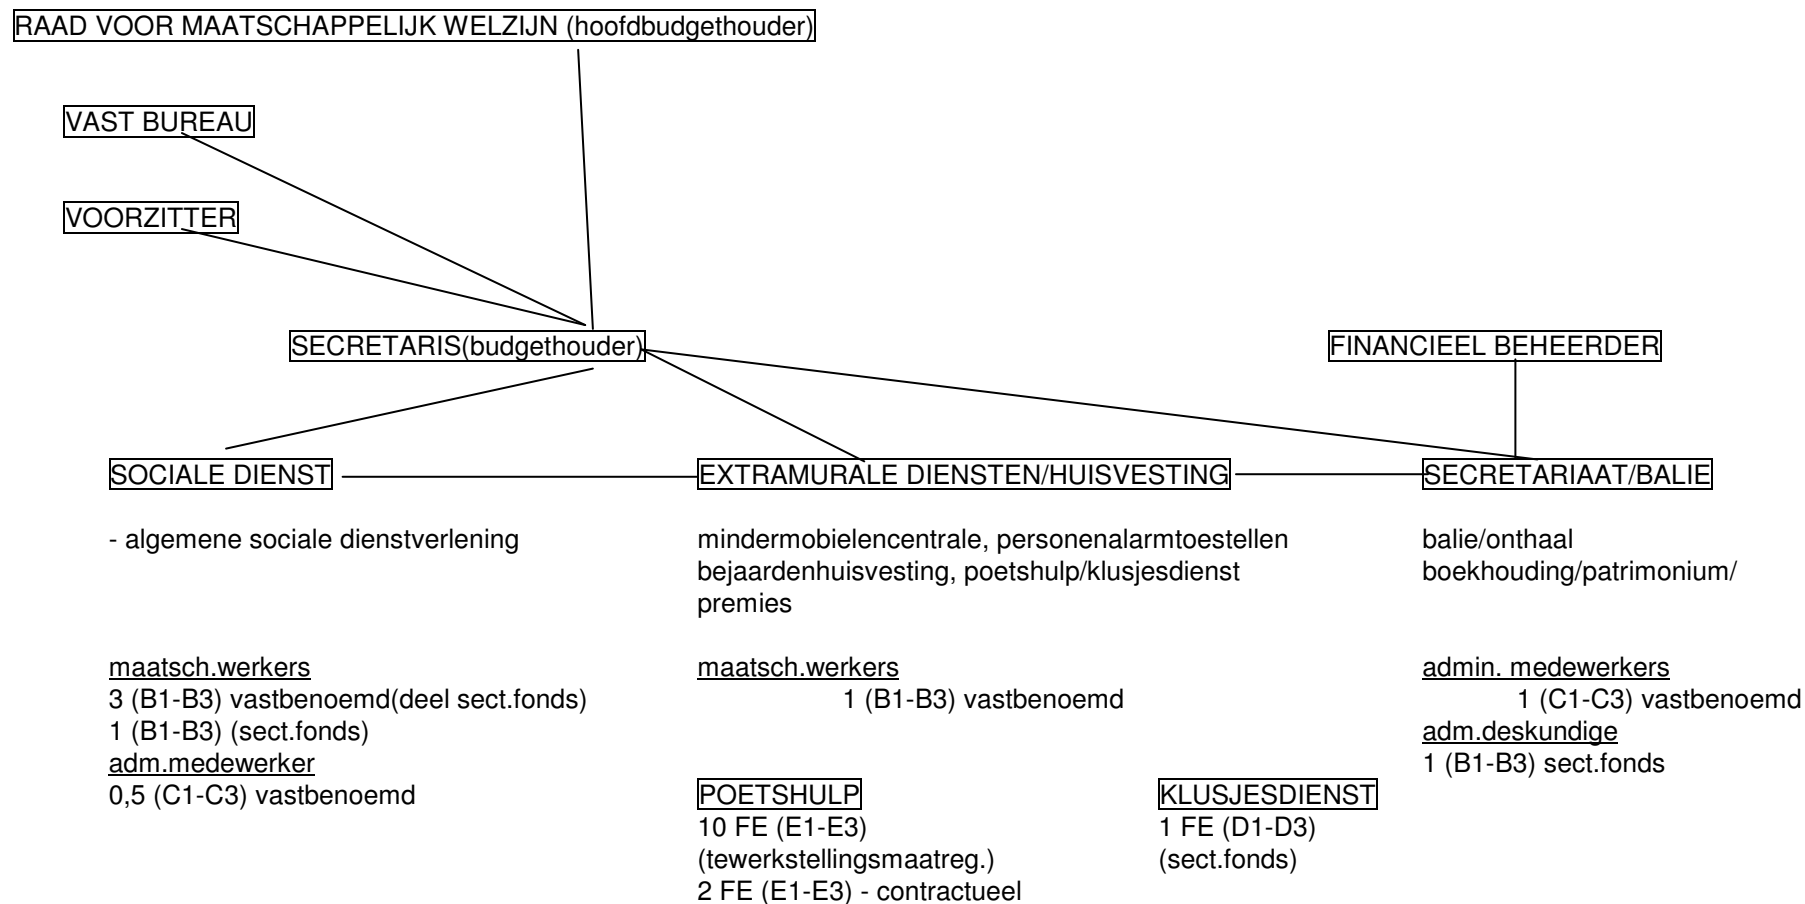 RAAD VOOR MAATSCHAPPELIJK WELZIJN (hoofdbudgethouder)
VAST BUREAU
VOORZITTER
SECRETARIS(budgethouder)
FINANCIEEL BEHEERDER
SOCIALE DIENST
- algemene sociale dienstverlening
maatsch.werkers
3 (B1-B3) vastbenoemd(deel sect.fonds)
1 (B1-B3) (sect.fonds)
adm.medewerker
0,5 (C1-C3) vastbenoemd
EXTRAMURALE DIENSTEN/HUISVESTING
mindermobielencentrale, personenalarmtoestellen
bejaardenhuisvesting, poetshulp/klusjesdienst
premies
maatsch.werkers
1 (B1-B3) vastbenoemd
POETSHULP
10 FE (E1-E3)
(tewerkstellingsmaatreg.)
2 FE (E1-E3) - contractueel
KLUSJESDIENST
1 FE (D1-D3)
(sect.fonds)
SECRETARIAAT/BALIE
balie/onthaal
boekhouding/patrimonium/
admin. medewerkers
1 (C1-C3) vastbenoemd
adm.deskundige
1 (B1-B3) sect.fonds